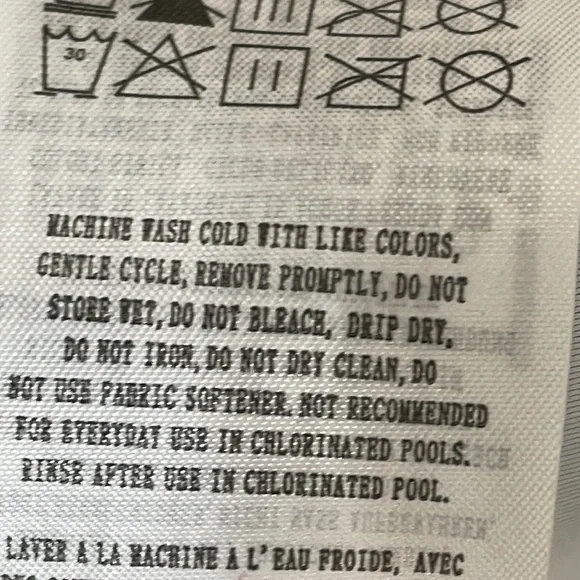 30
MACHINE WASH COLD WITH LIKE COLORS,
GENTLE CYCLE, REMOVE PROMPTLY, DO NOT
STORE WET, DO NOT BLEACH, DRIP DRY,
DO NOT IRON, DO NOT DRY CLEAN, DO
NOT USE FABRIC SOFTENER. NOT RECOMMENDED
FOR EVERYDAY USE IN CHLORINATED POOLS.
RINSE AFTER USE IN CHLORINATED POOL.
LAVER A LA MACHINE A L'EAU FROIDE, AVEC